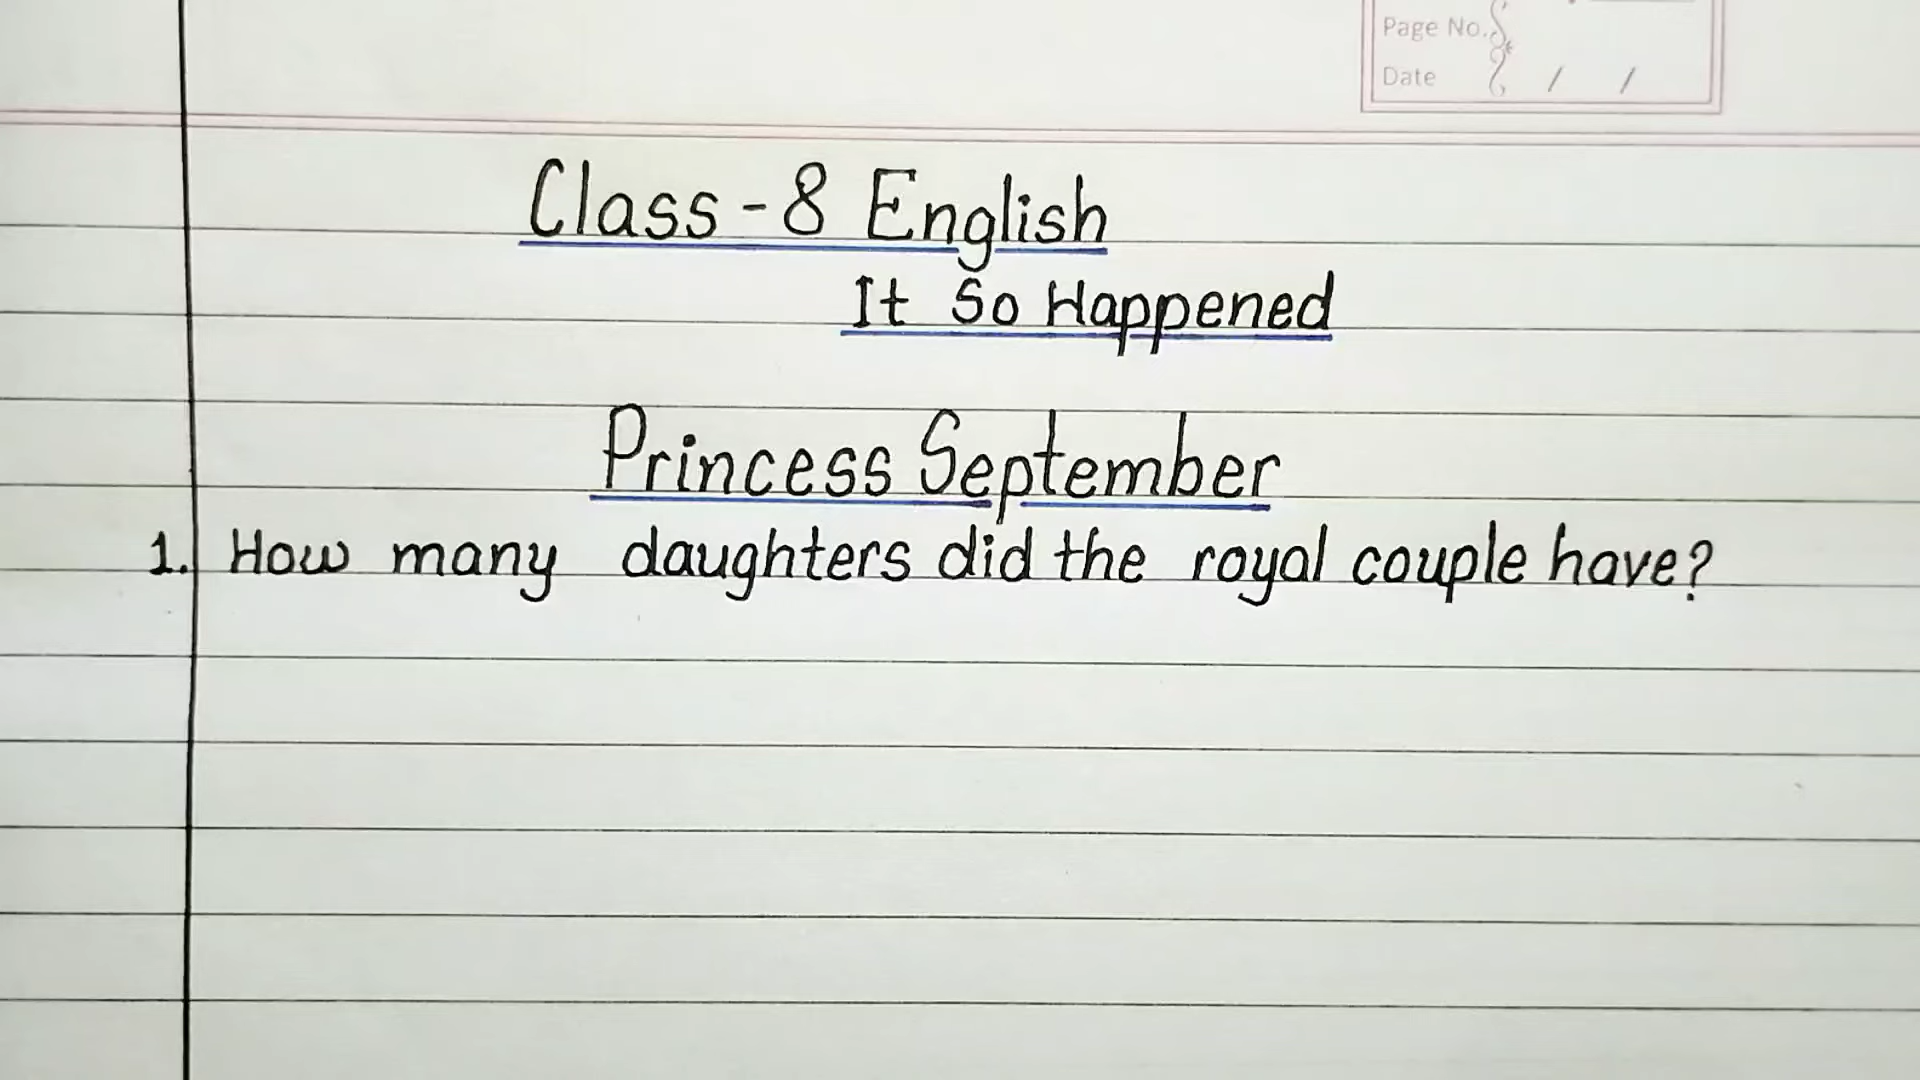 Page No.
Date / /
Class - 8 English
It So Happened
Princess September
1. How many daughters did the royal couple have?